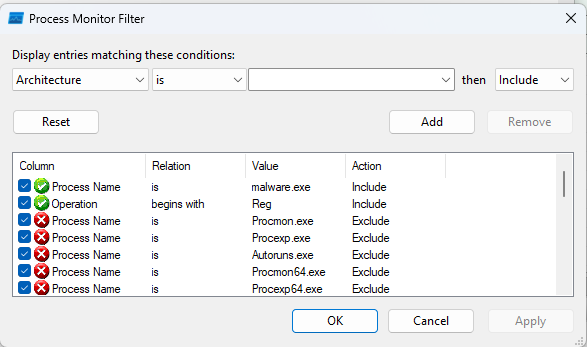 Process Monitor Filter
Display entries matching these conditions:
Architecture is then Include
Reset Add Remove
Column Relation Value Action
Process Name is malware.exe Include
Operation begins with Reg Include
Process Name is Procmon.exe Exclude
Process Name is Procexp.exe Exclude
Process Name is Autoruns.exe Exclude
Process Name is Procmon64.exe Exclude
Process Name is Procexp64.exe Exclude
OK Cancel Apply